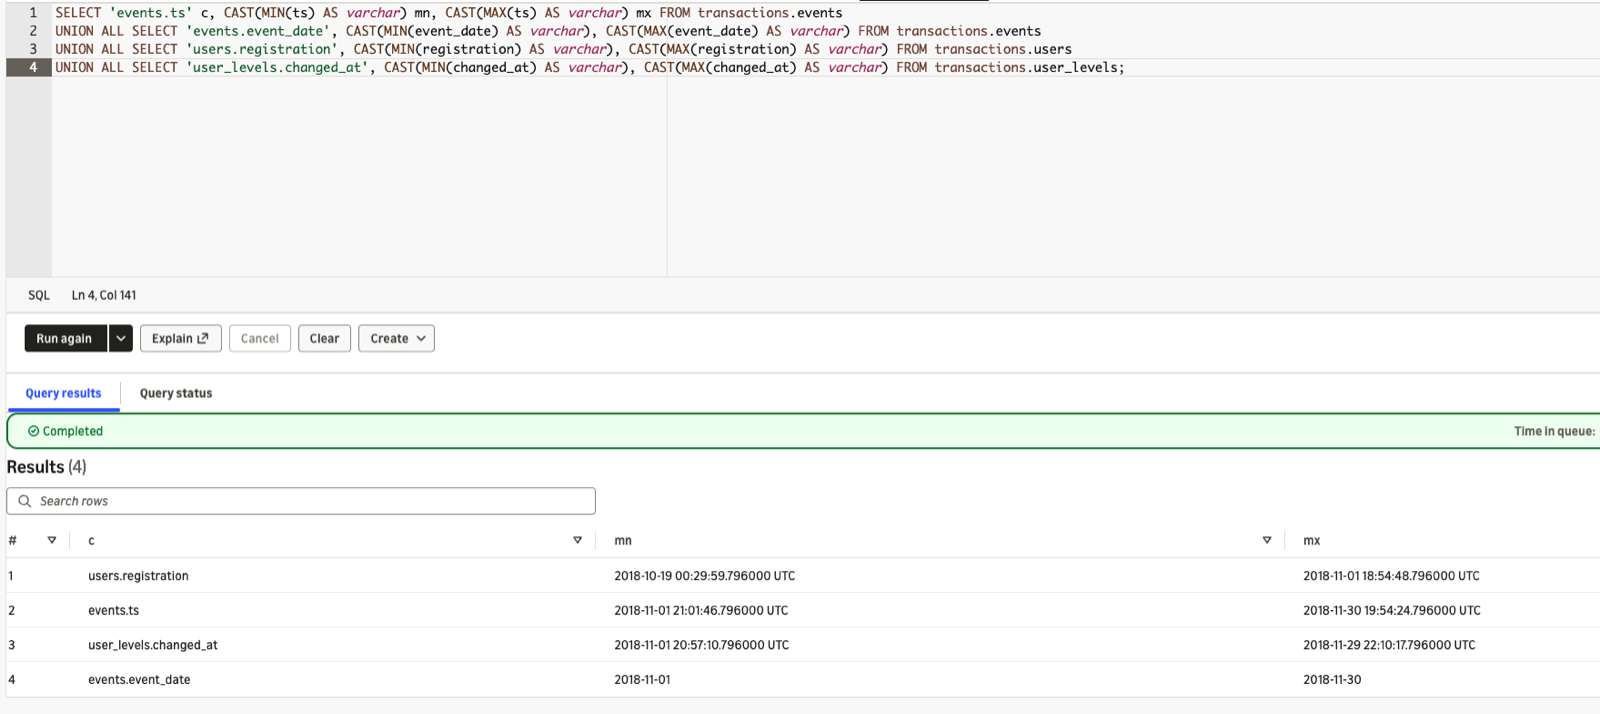 1 SELECT 'events.ts' c, CAST(MIN(ts) AS varchar) mn, CAST(MAX(ts) AS varchar) mx FROM transactions.events
2 UNION ALL SELECT 'events.event_date', CAST(MIN(event_date) AS varchar), CAST(MAX(event_date) AS varchar) FROM transactions.events
3 UNION ALL SELECT 'users.registration', CAST(MIN(registration) AS varchar), CAST(MAX(registration) AS varchar) FROM transactions.users
4 UNION ALL SELECT 'user_levels.changed_at', CAST(MIN(changed_at) AS varchar), CAST(MAX(changed_at) AS varchar) FROM transactions.user_levels;
SQL Ln 4, Col 141
Run again Explain Cancel Clear Create
Query results Query status
Completed Time in queue:
Results (4)
Search rows
# c mn mx
1 users.registration 2018-10-19 00:29:59.796000 UTC 2018-11-01 18:54:48.796000 UTC
2 events.ts 2018-11-01 21:01:46.796000 UTC 2018-11-30 19:54:24.796000 UTC
3 user_levels.changed_at 2018-11-01 20:57:10.796000 UTC 2018-11-29 22:10:17.796000 UTC
4 events.event_date 2018-11-01 2018-11-30